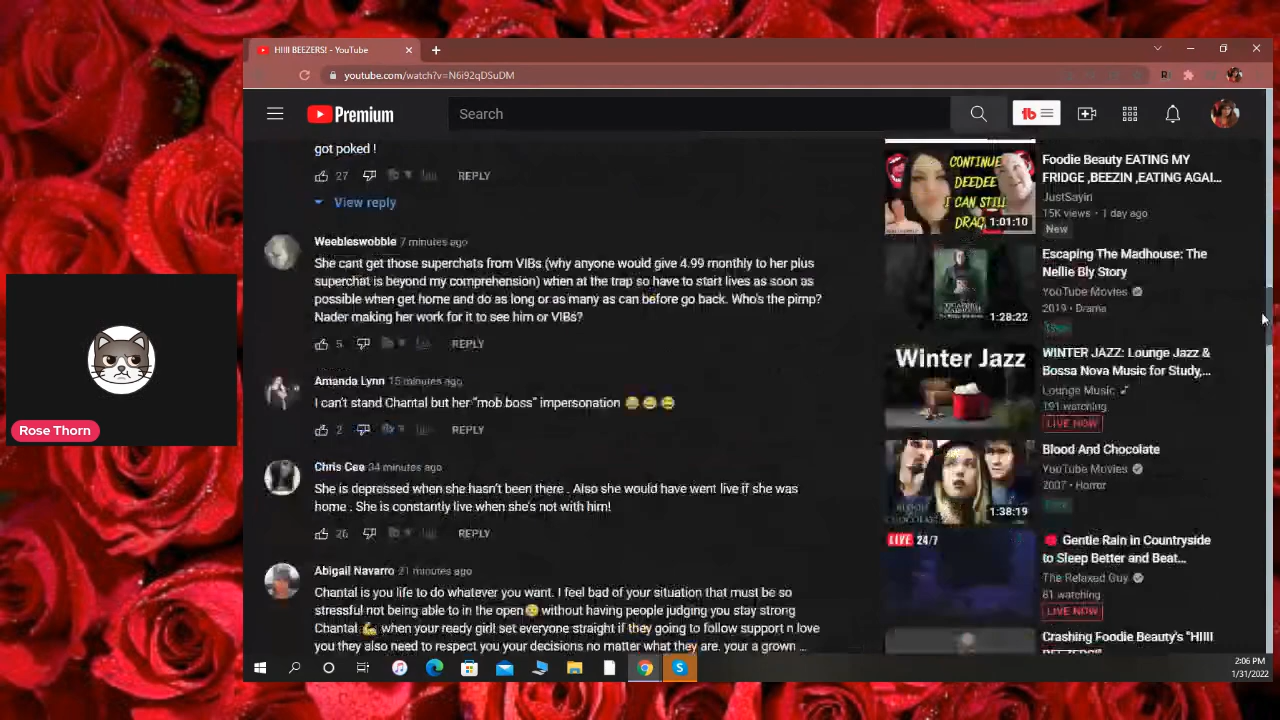 HIIII BEEZERS! - YouTube
youtube.com/watch?v=N6i92qDSuDM
Premium
Search
got poked !
27
REPLY
View reply
Weebleswobble 7 minutes ago
She cant get those superchats from VIBs (why anyone would give 4.99 monthly to her plus
superchat is beyond my comprehension) when at the trap so have to start lives as soon as
possible when get home and do as long or as many as can before go back. Who's the pimp?
Nader making her work for it to see him or VIBs?
5
REPLY
Amanda Lynn 15 minutes ago
I can't stand Chantal but her "mob boss" impersonation 😂😂😂
2
REPLY
Chris Cee 34 minutes ago
She is depressed when she hasn't been there . Also she would have went live if she was
home . She is constantly live when she's not with him!
26
REPLY
Abigail Navarro 21 minutes ago
Chantal is you life to do whatever you want. I feel bad of your situation that must be so
stressful not being able to in the open without having people judging you stay strong
Chantal 💪 when your ready girl! set everyone straight if they going to follow support n love
you they also need to respect you your decisions no matter what they are. your a grown ...
CONTINUE
DEEDEE
I CAN STILL
DRAG
1:01:10
Foodie Beauty EATING MY
FRIDGE ,BEEZIN ,EATING AGAI...
JustSayin
15K views • 1 day ago
New
1:28:22
Escaping The Madhouse: The
Nellie Bly Story
YouTube Movies
2019 • Drama
Winter Jazz
WINTER JAZZ: Lounge Jazz &
Bossa Nova Music for Study,...
Lounge Music
191 watching
LIVE NOW
BLOOD AND CHOCOLATE
1:38:19
Blood And Chocolate
YouTube Movies
2007 • Horror
LIVE 24/7
Gentle Rain in Countryside
to Sleep Better and Beat...
The Relaxed Guy
81 watching
LIVE NOW
Crashing Foodie Beauty's "HIIII
Rose Thorn
2:06 PM
1/31/2022